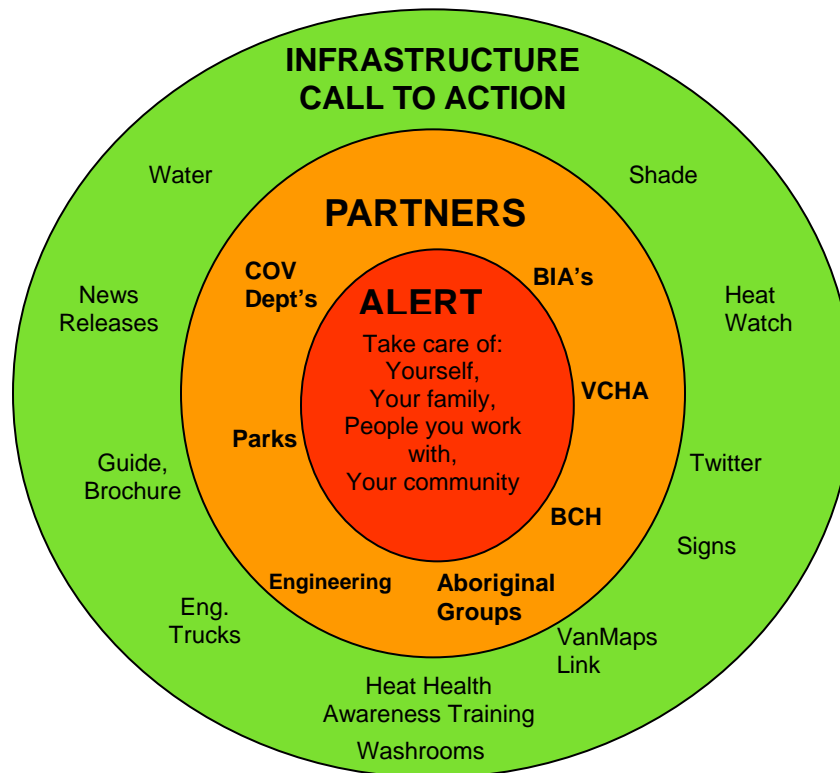 INFRASTRUCTURE
CALL TO ACTION
Water
Shade
PARTNERS
COV
Dept's
BIA's
ALERT
Take care of:
Yourself,
Your family,
People you work
with,
Your community
News
Releases
Heat
Watch
VCHA
Parks
Guide,
Brochure
Twitter
BCH
Signs
Engineering
Aboriginal
Groups
Eng.
Trucks
VanMaps
Link
Heat Health
Awareness Training
Washrooms